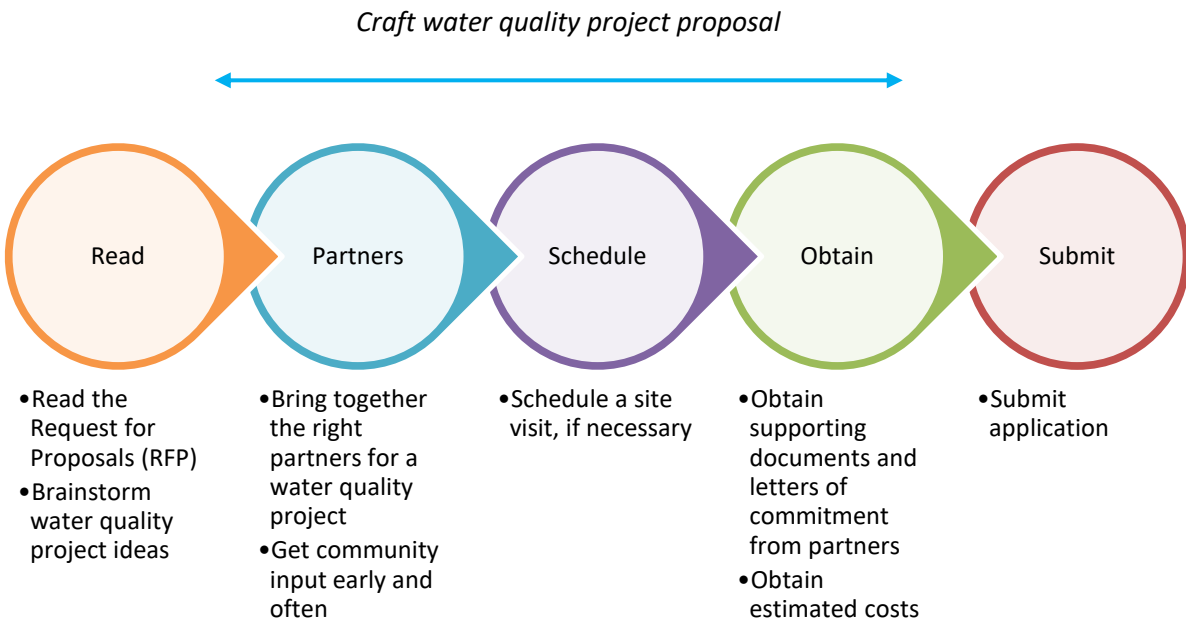 Craft water quality project proposal
Read
Partners
Schedule
Obtain
Submit
•Read the
Request for
Proposals (RFP)
•Brainstorm
water quality
project ideas
•Bring together
the right
partners for a
water quality
project
•Get community
input early and
often
•Schedule a site
visit, if necessary
•Obtain
supporting
documents and
letters of
commitment
from partners
•Obtain
estimated costs
•Submit
application